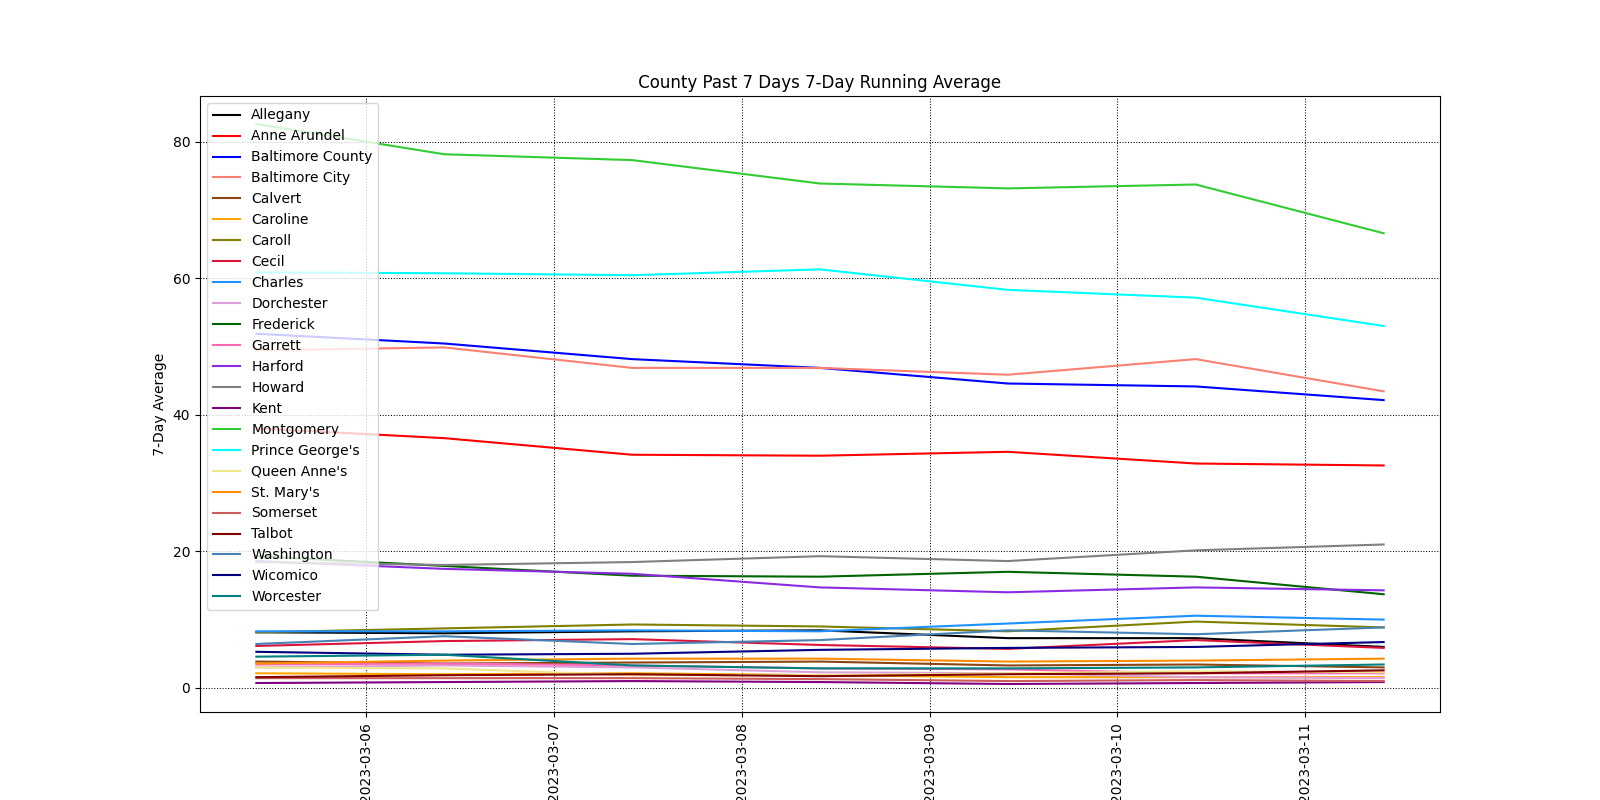 County Past 7 Days 7-Day Running Average
Allegany
Anne Arundel
Baltimore County
Baltimore City
Calvert
Caroline
Caroll
Cecil
Charles
Dorchester
Frederick
Garrett
Harford
Howard
Kent
Montgomery
Prince George's
Queen Anne's
St. Mary's
Somerset
Talbot
Washington
Wicomico
Worcester
7-Day Average
80
60
40
20
0
2023-03-06
2023-03-07
2023-03-08
2023-03-09
2023-03-10
2023-03-11